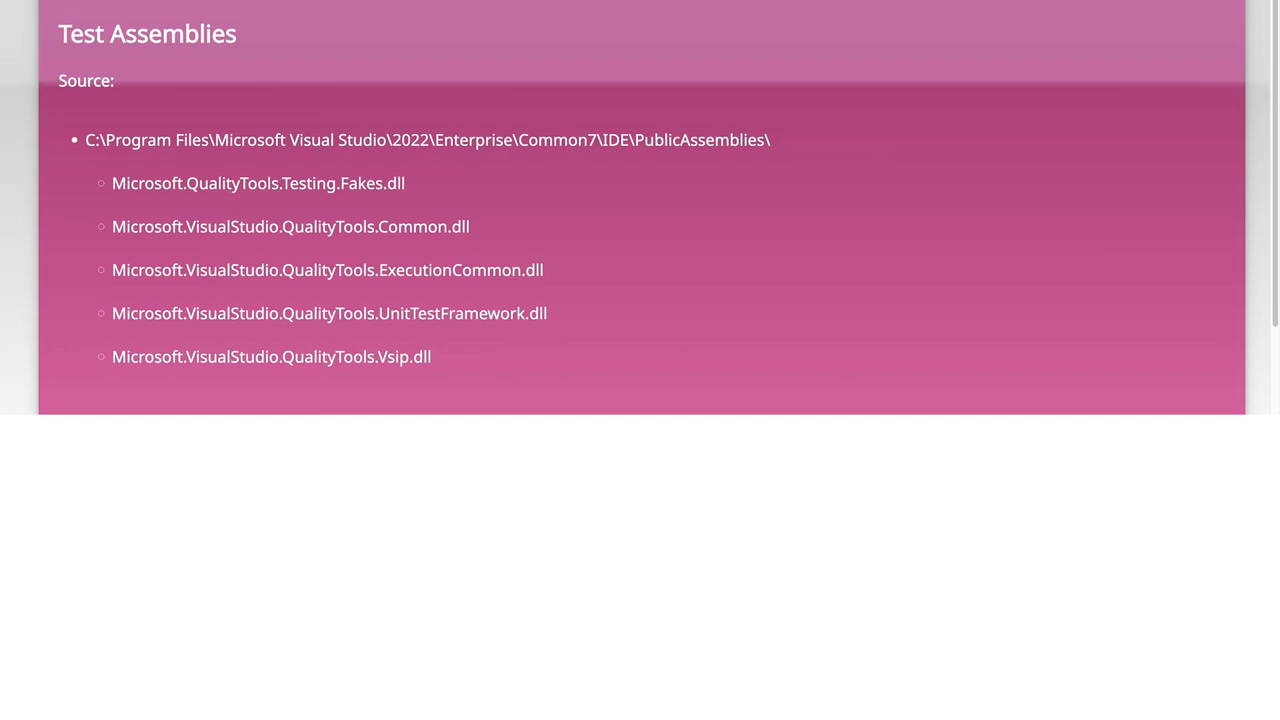 Test Assemblies
Source:
C:\Program Files\Microsoft Visual Studio\2022\Enterprise\Common7\IDE\PublicAssemblies\
Microsoft.QualityTools.Testing.Fakes.dll
Microsoft.VisualStudio.QualityTools.Common.dll
Microsoft.VisualStudio.QualityTools.ExecutionCommon.dll
Microsoft.VisualStudio.QualityTools.UnitTestFramework.dll
Microsoft.VisualStudio.QualityTools.Vsip.dll